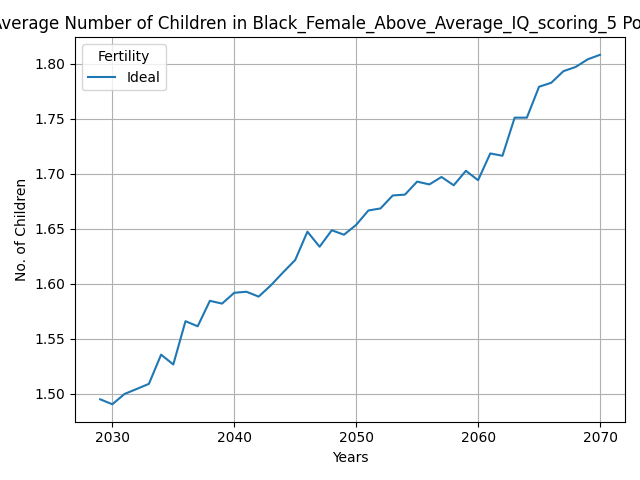 Average Number of Children in Black_Female_Above_Average_IQ_scoring_5 Po
Fertility
Ideal
No. of Children
1.80
1.75
1.70
1.65
1.60
1.55
1.50
2030 2040 2050 2060 2070
Years